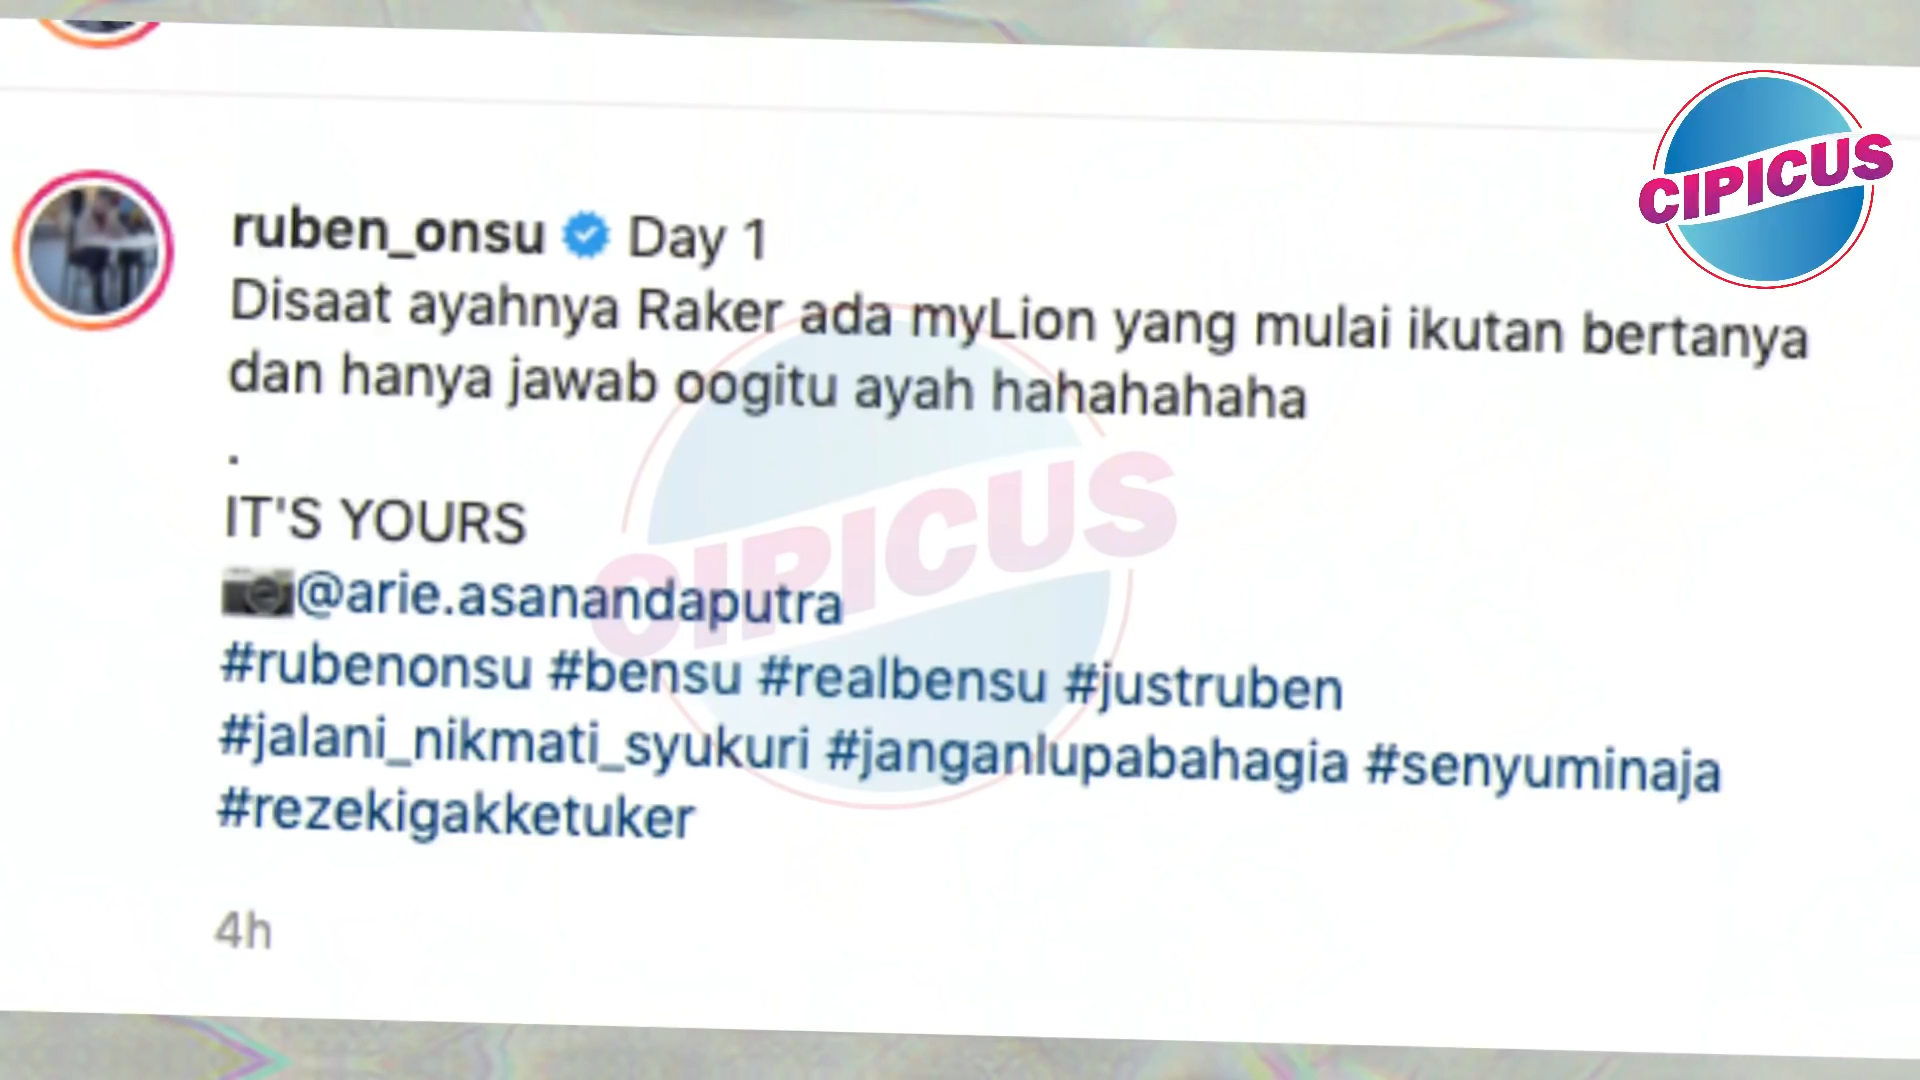 CIPICUS
ruben_onsu Day 1
Disaat ayahnya Raker ada myLion yang mulai ikutan bertanya
dan hanya jawab oogitu ayah hahahahaha
.
IT'S YOURS
📷@arie.asanandaputra
#rubenonsu #bensu #realbensu #justruben
#jalani_nikmati_syukuri #janganlupabahagia #senyuminaja
#rezekigakketuker
4h
CIPICUS